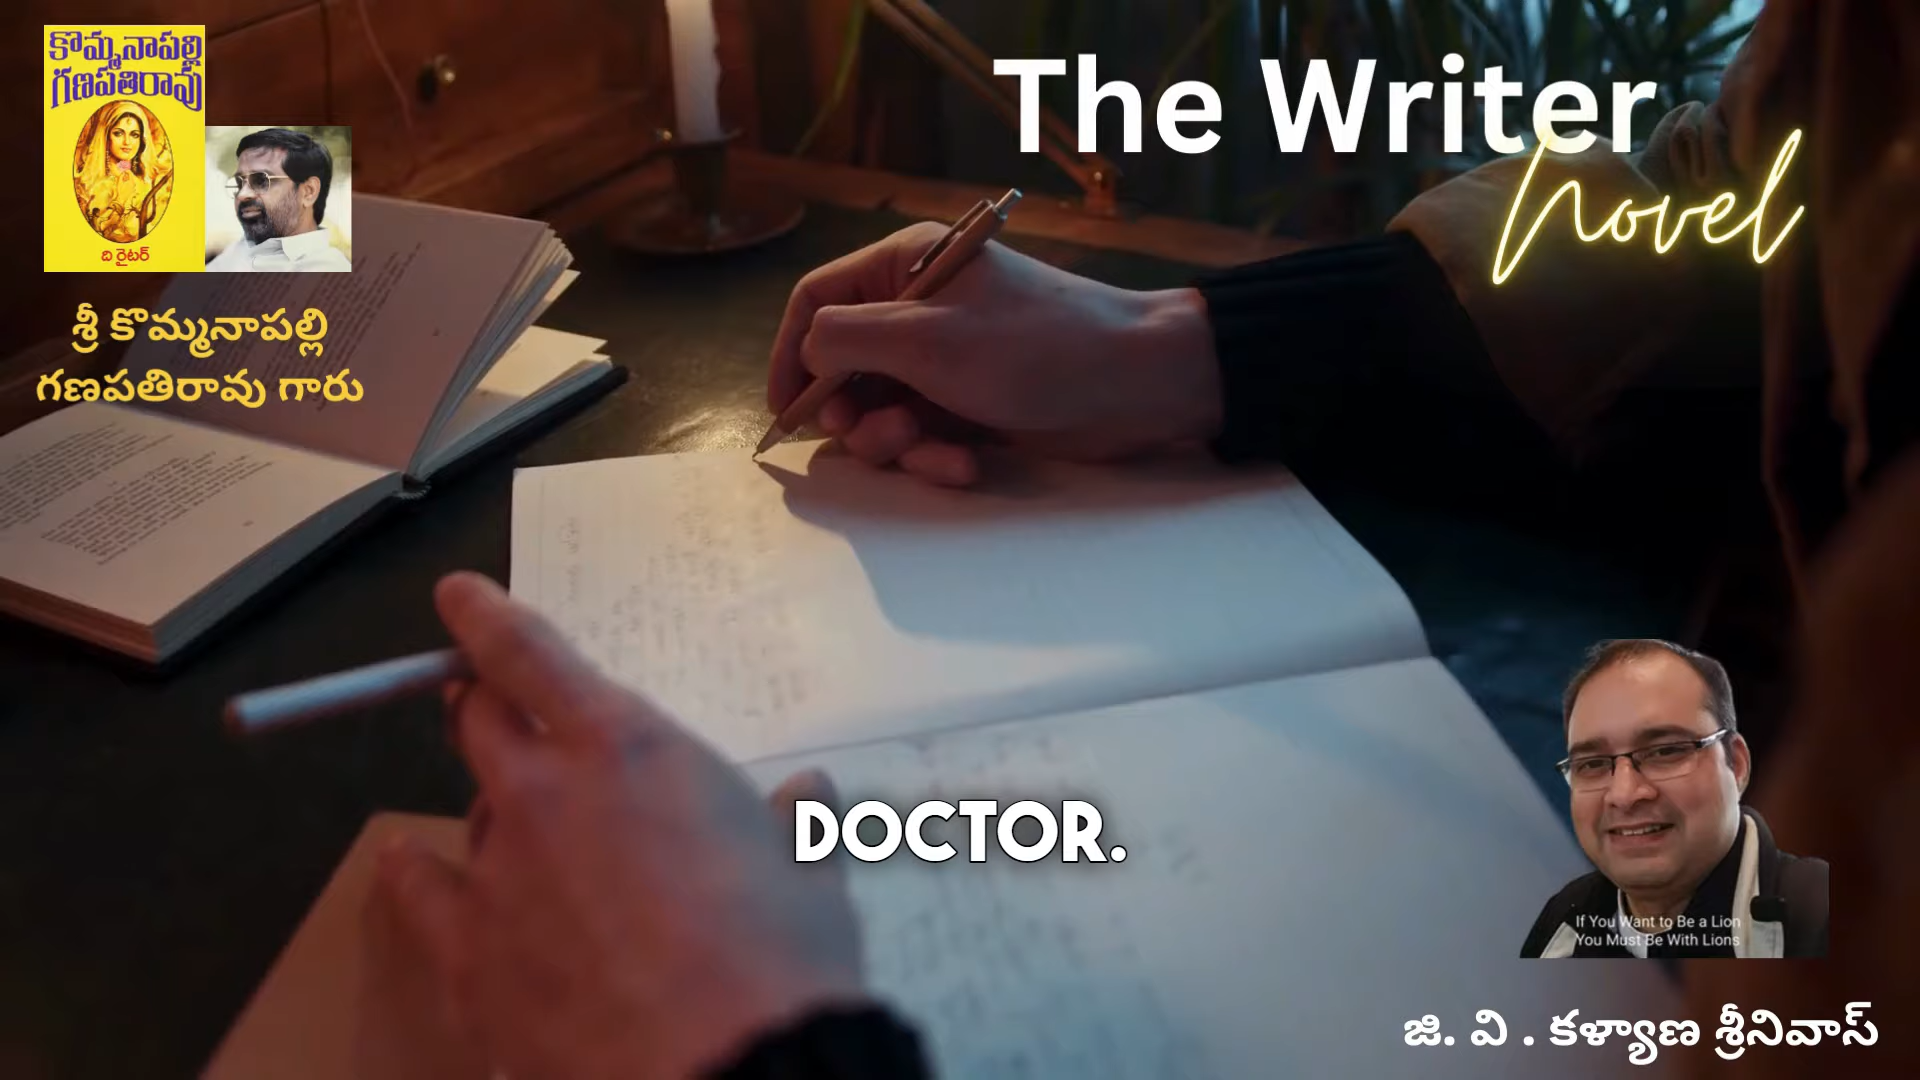 కొమ్మనాపల్లి
గణపతిరావు
ది రైటర్
శ్రీ కొమ్మనాపల్లి
గణపతిరావు గారు
The Writer
Novel
DOCTOR.
If You Want to Be a Lion
You Must Be With Lions
జి. వి . కళ్యాణ శ్రీనివాస్